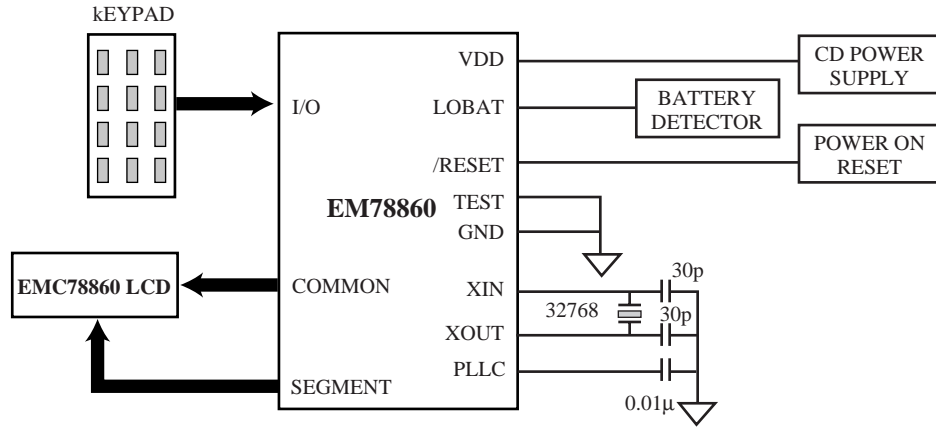 kEYPAD
I/O
EM78860
COMMON
SEGMENT
EMC78860 LCD
VDD
LOBAT
/RESET
TEST
GND
XIN
XOUT
PLLC
CD POWER
SUPPLY
BATTERY
DETECTOR
POWER ON
RESET
30p
32768
30p
0.01μ